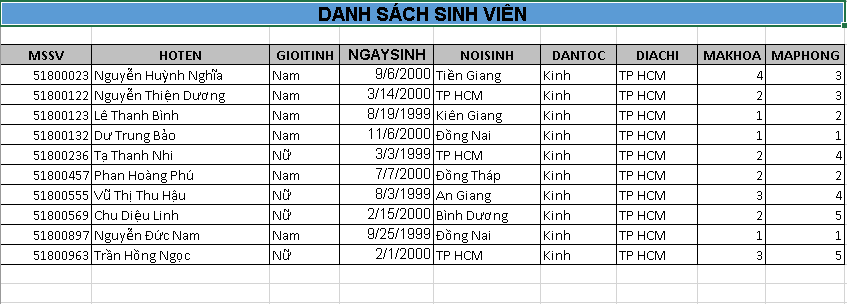 DANH SÁCH SINH VIÊN
MSSV HOTEN GIOITINH NGAYSINH NOISINH DANTOC DIACHI MAKHOA MAPHONG
51800023 Nguyễn Huỳnh Nghĩa Nam 9/6/2000 Tiền Giang Kinh TP HCM 4 3
51800122 Nguyễn Thiện Dương Nam 3/14/2000 TP HCM Kinh TP HCM 2 3
51800123 Lê Thanh Bình Nam 8/19/1999 Kiên Giang Kinh TP HCM 1 2
51800132 Dư Trung Bảo Nam 11/6/2000 Đồng Nai Kinh TP HCM 1 1
51800236 Tạ Thanh Nhi Nữ 3/3/1999 TP HCM Kinh TP HCM 2 4
51800457 Phan Hoàng Phú Nam 7/7/2000 Đồng Tháp Kinh TP HCM 2 2
51800555 Vũ Thị Thu Hậu Nữ 8/3/1999 An Giang Kinh TP HCM 3 4
51800569 Chu Diệu Linh Nữ 2/15/2000 Bình Dương Kinh TP HCM 2 5
51800897 Nguyễn Đức Nam Nam 9/25/1999 Đồng Nai Kinh TP HCM 1 1
51800963 Trần Hồng Ngọc Nữ 2/1/2000 TP HCM Kinh TP HCM 3 5